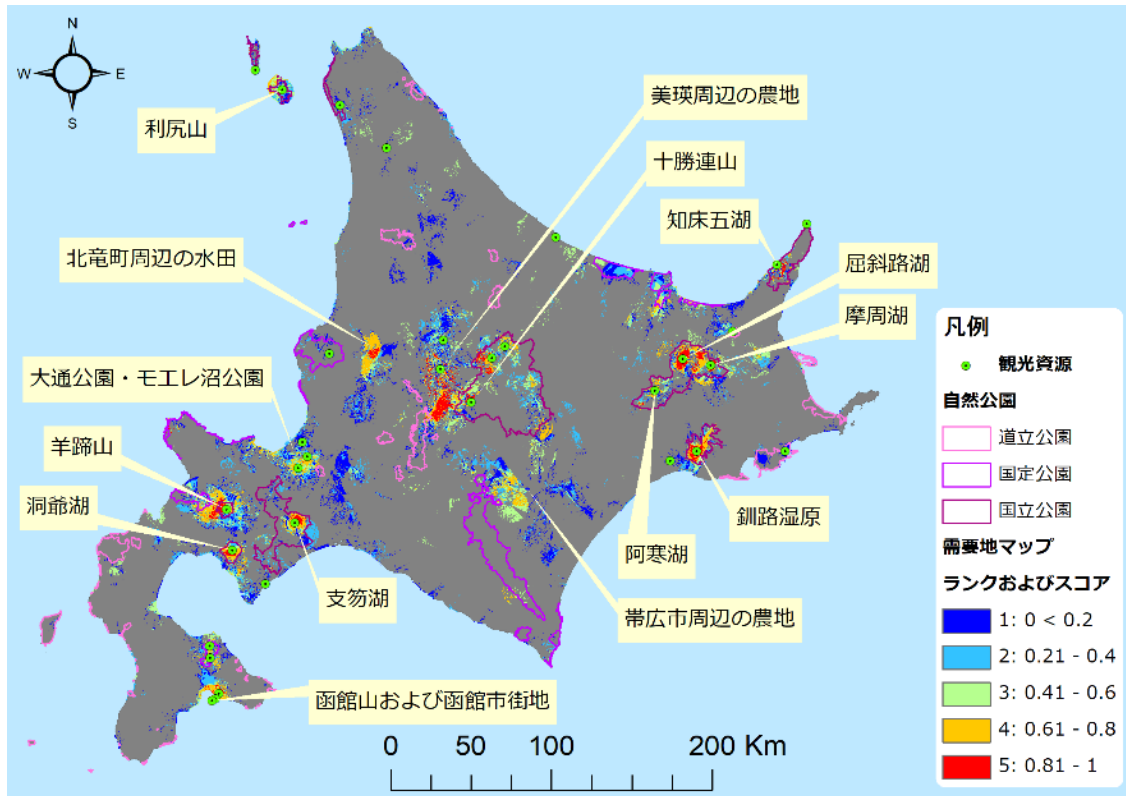 N
W
E
S
利尻山
美瑛周辺の農地
十勝連山
知床五湖
北竜町周辺の水田
屈斜路湖
摩周湖
大通公園・モエレ沼公園
羊蹄山
洞爺湖
支笏湖
釧路湿原
阿寒湖
帯広市周辺の農地
函館山および函館市街地
凡例
観光資源
自然公園
道立公園
国定公園
国立公園
需要地マップ
ランクおよびスコア
1: 0 < 0.2
2: 0.21 - 0.4
3: 0.41 - 0.6
4: 0.61 - 0.8
5: 0.81 - 1
0 50 100 200 Km